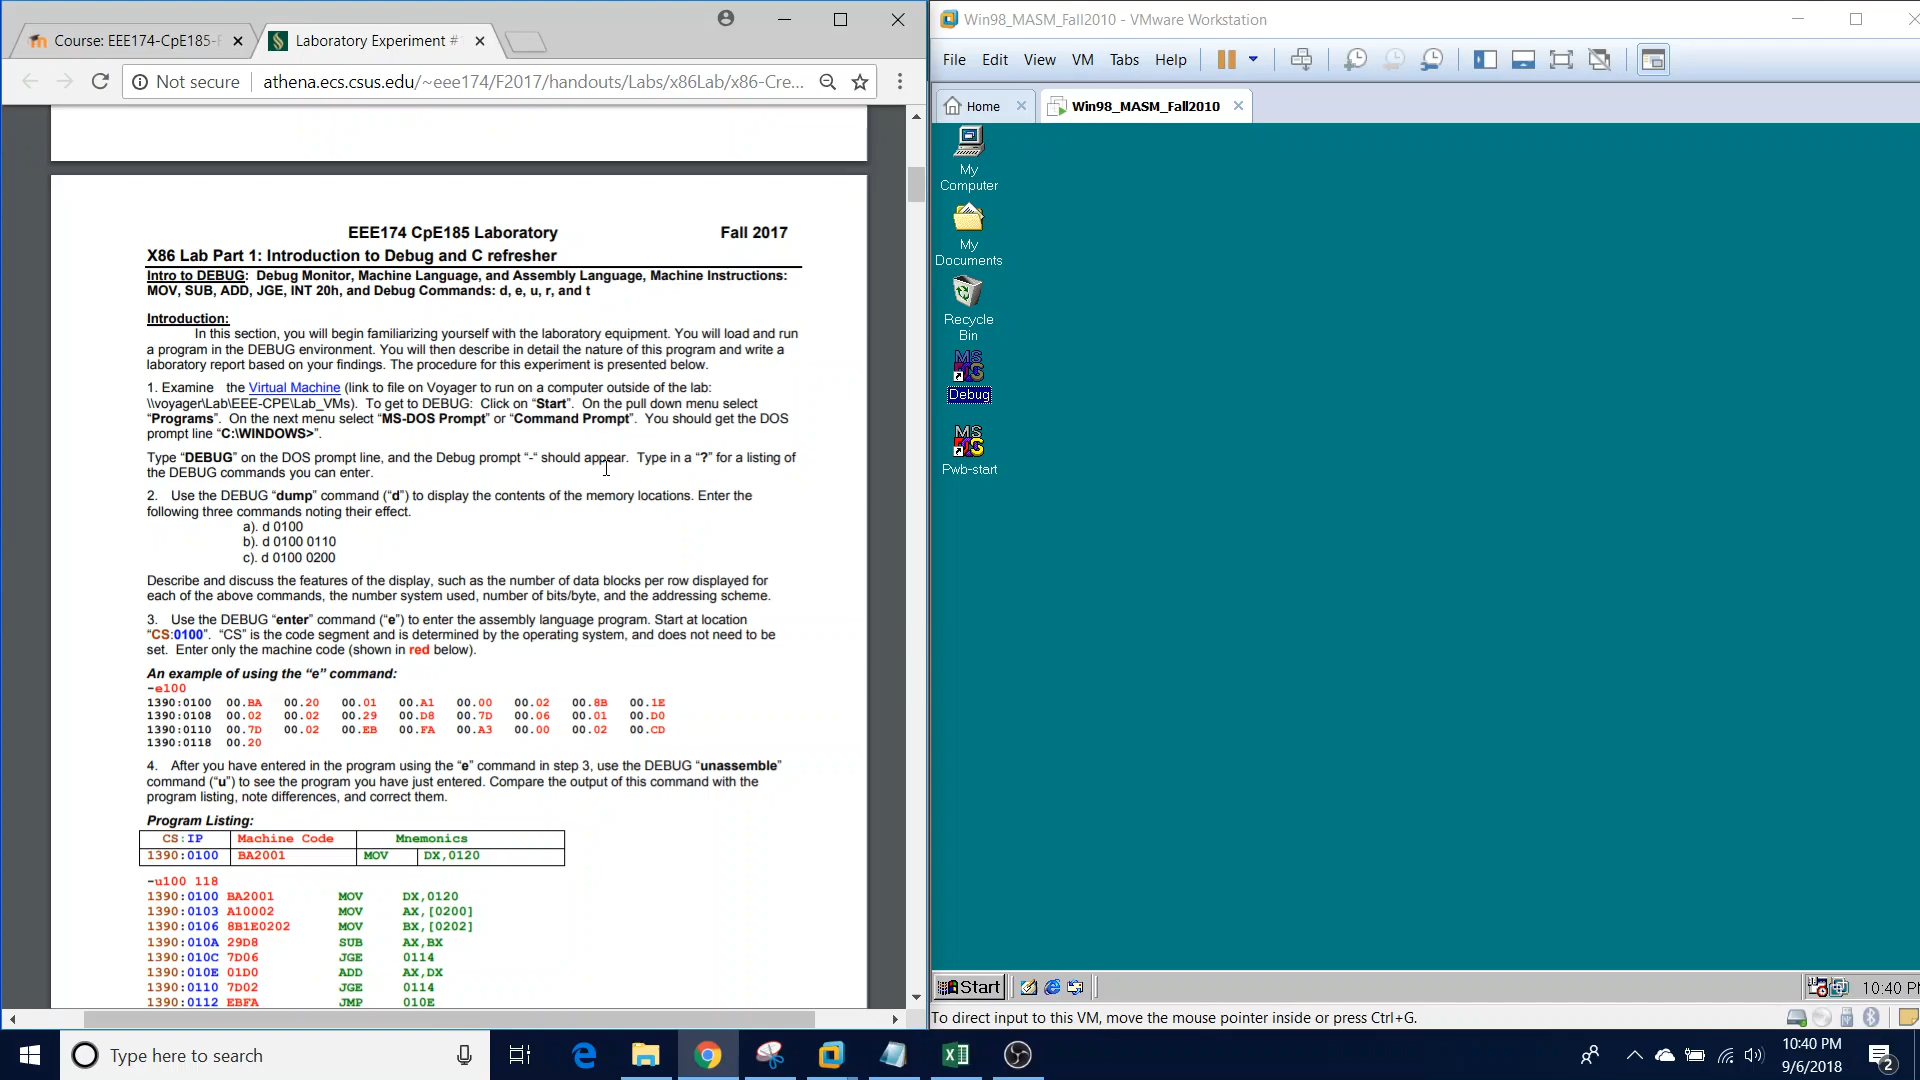 Course: EEE174-CpE185-F
Laboratory Experiment #
Not secure
athena.ecs.csus.edu/~eee174/F2017/handouts/Labs/x86Lab/x86-Cre...
EEE174 CpE185 Laboratory Fall 2017
X86 Lab Part 1: Introduction to Debug and C refresher
Intro to DEBUG: Debug Monitor, Machine Language, and Assembly Language, Machine Instructions:
MOV, SUB, ADD, JGE, INT 20h, and Debug Commands: d, e, u, r, and t
Introduction:
In this section, you will begin familiarizing yourself with the laboratory equipment. You will load and run
a program in the DEBUG environment. You will then describe in detail the nature of this program and write a
laboratory report based on your findings. The procedure for this experiment is presented below.
1. Examine the Virtual Machine (link to file on Voyager to run on a computer outside of the lab:
\\voyager\Lab\EEE-CPE\Lab_VMs). To get to DEBUG: Click on “Start”. On the pull down menu select
“Programs”. On the next menu select “MS-DOS Prompt” or “Command Prompt”. You should get the DOS
prompt line “C:\WINDOWS>”.
Type “DEBUG” on the DOS prompt line, and the Debug prompt “-“ should appear. Type in a “?” for a listing of
the DEBUG commands you can enter.
2. Use the DEBUG “dump” command (“d”) to display the contents of the memory locations. Enter the
following three commands noting their effect.
a). d 0100
b). d 0100 0110
c). d 0100 0200
Describe and discuss the features of the display, such as the number of data blocks per row displayed for
each of the above commands, the number system used, number of bits/byte, and the addressing scheme.
3. Use the DEBUG “enter” command (“e”) to enter the assembly language program. Start at location
“CS:0100”. “CS” is the code segment and is determined by the operating system, and does not need to be
set. Enter only the machine code (shown in red below).
An example of using the “e” command:
-e100
1390:0100 00.BA 00.20 00.01 00.A1 00.00 00.02 00.8B 00.1E
1390:0108 00.02 00.02 00.29 00.D8 00.7D 00.06 00.01 00.D0
1390:0110 00.7D 00.02 00.EB 00.FA 00.A3 00.00 00.02 00.CD
1390:0118 00.20
4. After you have entered in the program using the “e” command in step 3, use the DEBUG “unassemble”
command (“u”) to see the program you have just entered. Compare the output of this command with the
program listing, note differences, and correct them.
Program Listing:
CS:IP Machine Code Mnemonics
1390:0100 BA2001 MOV DX,0120
-u100 118
1390:0100 BA2001 MOV DX,0120
1390:0103 A10002 MOV AX,[0200]
1390:0106 8B1E0202 MOV BX,[0202]
1390:010A 29D8 SUB AX,BX
1390:010C 7D06 JGE 0114
1390:010E 01D0 ADD AX,DX
1390:0110 7D02 JGE 0114
1390:0112 EBFA JMP 010E
Win98_MASM_Fall2010 - VMware Workstation
File Edit View VM Tabs Help
Home
Win98_MASM_Fall2010
My
Computer
My
Documents
Recycle
Bin
MS
Debug
MS
Pwb-start
Start
10:40 PM
To direct input to this VM, move the mouse pointer inside or press Ctrl+G.
Type here to search
10:40 PM
9/6/2018
2